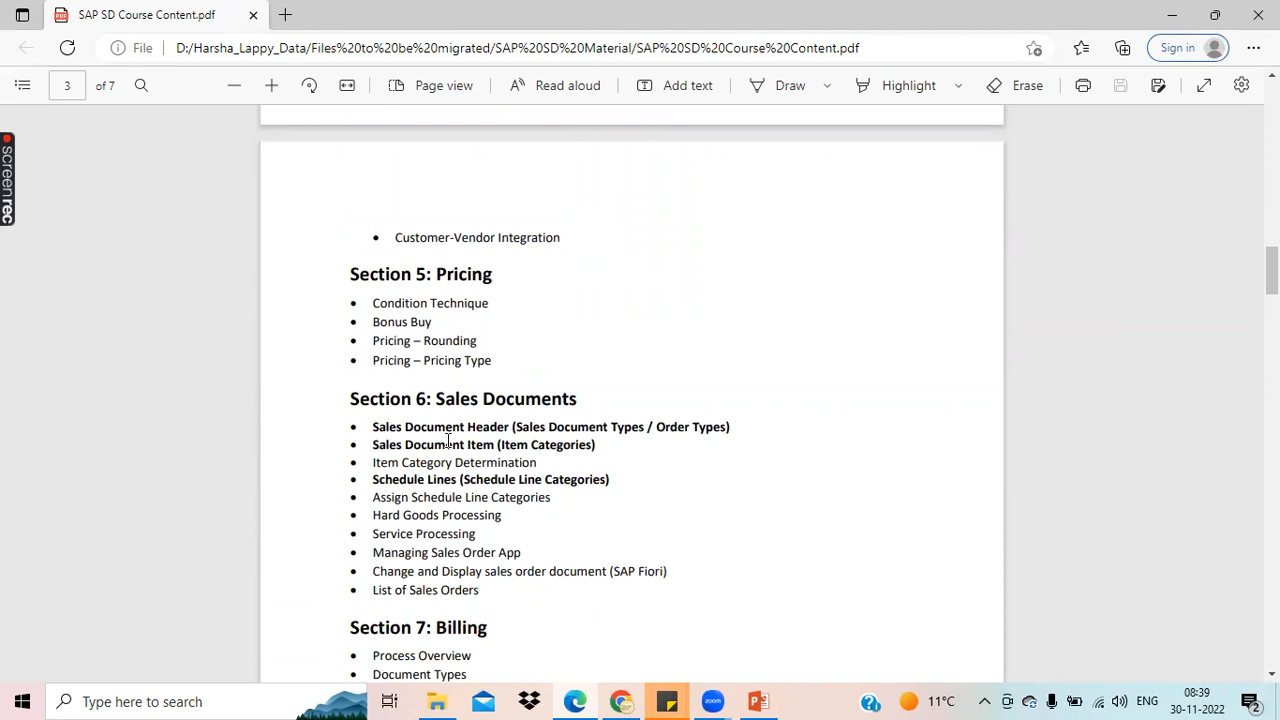 SAP SD Course Content.pdf
File
D:/Harsha_Lappy_Data/Files%20to%20be%20migrated/SAP%20SD%20Material/SAP%20SD%20Course%20Content.pdf
Sign in
3 of 7
Page view
Read aloud
Add text
Draw
Highlight
Erase
screenrec
• Customer-Vendor Integration
Section 5: Pricing
• Condition Technique
• Bonus Buy
• Pricing – Rounding
• Pricing – Pricing Type
Section 6: Sales Documents
• Sales Document Header (Sales Document Types / Order Types)
• Sales Document Item (Item Categories)
• Item Category Determination
• Schedule Lines (Schedule Line Categories)
• Assign Schedule Line Categories
• Hard Goods Processing
• Service Processing
• Managing Sales Order App
• Change and Display sales order document (SAP Fiori)
• List of Sales Orders
Section 7: Billing
• Process Overview
• Document Types
Type here to search
zoom
11°C
ENG
08:39
30-11-2022
2